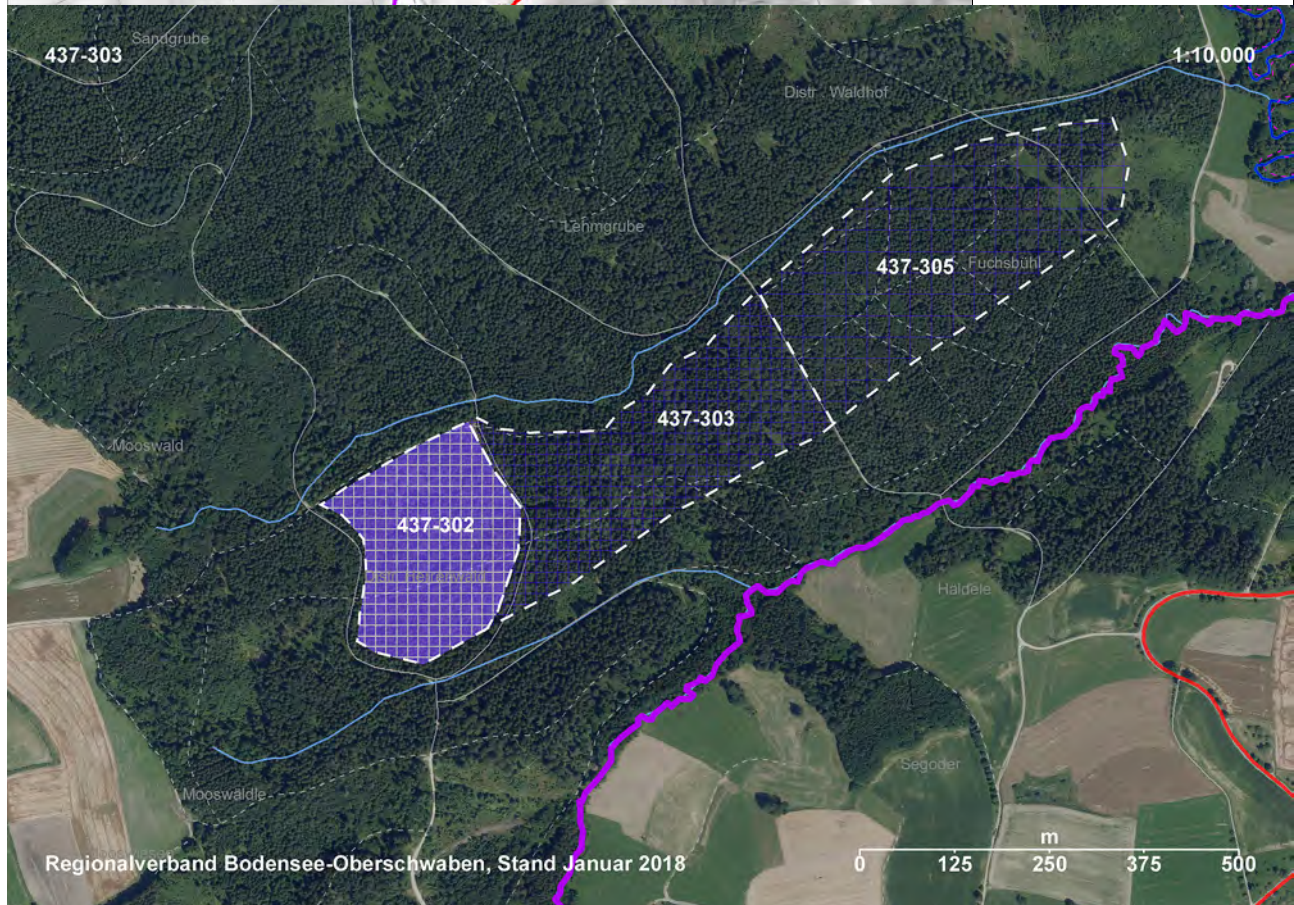 Sandgrube
437-303
1:10.000
Distr Waldhof
Lehmgrube
437-305
Fuchsbühl
437-303
Mooswald
437-302
Haldele
Segoder
Mooswäldle
Regionalverband Bodensee-Oberschwaben, Stand Januar 2018
m
0 125 250 375 500